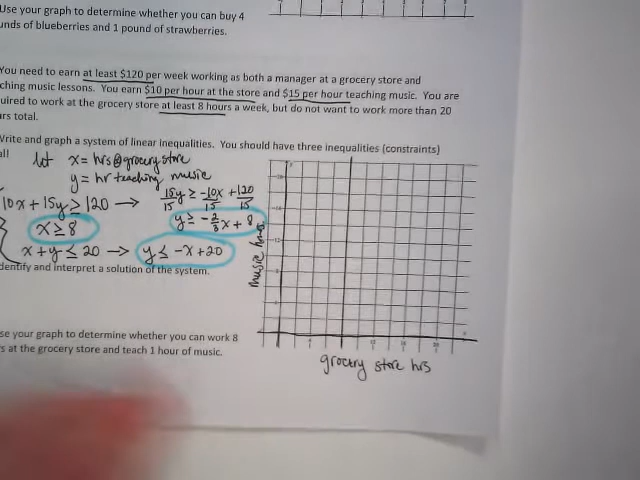 Use your graph to determine whether you can buy 4
unds of blueberries and 1 pound of strawberries.
You need to earn at least $120 per week working as both a manager at a grocery store and
ching music lessons. You earn $10 per hour at the store and $15 per hour teaching music. You are
uired to work at the grocery store at least 8 hours a week, but do not want to work more than 20
urs total.
Write and graph a system of linear inequalities. You should have three inequalities (constraints)
all
let x = hrs @ grocery store
y = hr teaching music
10x + 15y ≥ 120 → 15y/15 ≥ -10x/15 + 120/15
x ≥ 8 y ≥ -2/3x + 8
x + y ≤ 20 → y ≤ -x + 20
dentify and interpret a solution of the system.
music hrs
se your graph to determine whether you can work 8
s at the grocery store and teach 1 hour of music.
grocery store hrs